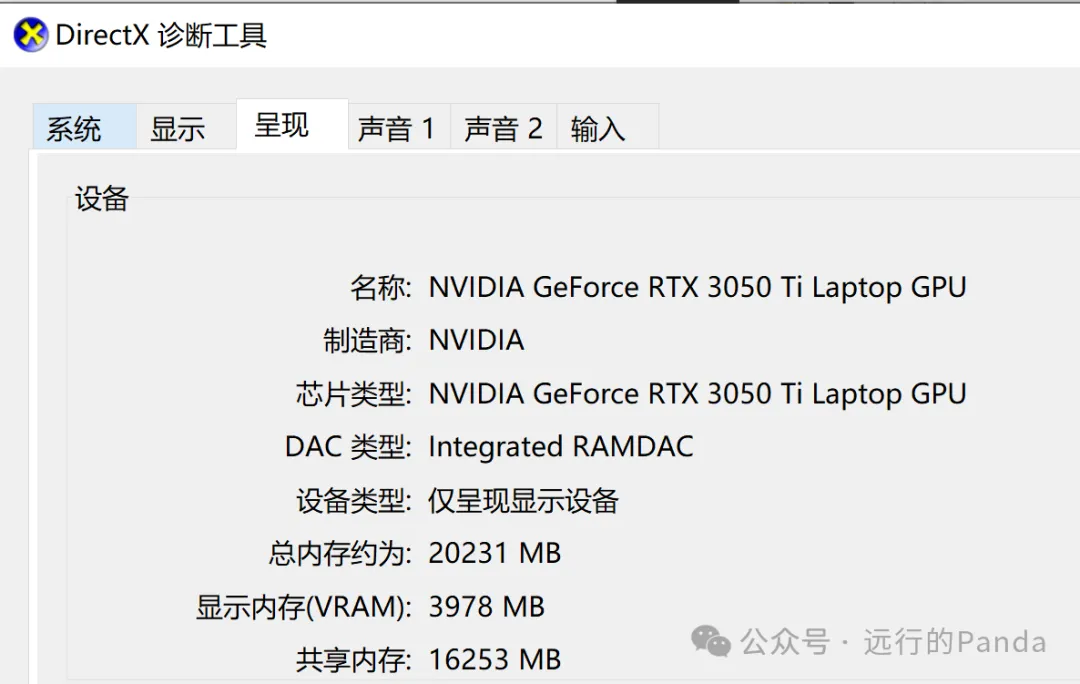 DirectX 诊断工具
系统 显示 呈现 声音 1 声音 2 输入
设备
名称: NVIDIA GeForce RTX 3050 Ti Laptop GPU
制造商: NVIDIA
芯片类型: NVIDIA GeForce RTX 3050 Ti Laptop GPU
DAC 类型: Integrated RAMDAC
设备类型: 仅呈现显示设备
总内存约为: 20231 MB
显示内存(VRAM): 3978 MB
共享内存: 16253 MB
公众号 · 远行的Panda